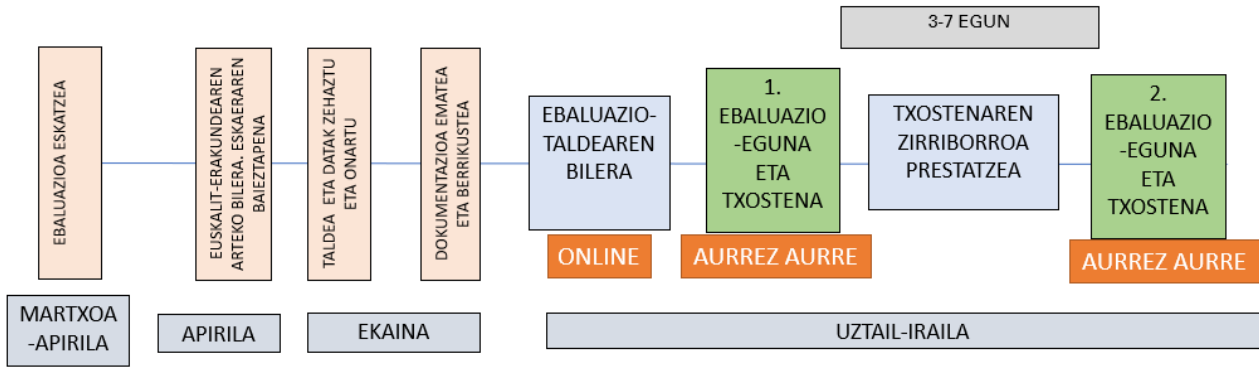 3-7 EGUN
EBALUAZIOA ESKATZEA
EUSKALIT-ERAKUNDEAREN
ARTEKO BILERA. ESKAERAREN
BAIEZTAPENA
TALDEA ETA DATAK ZEHAZTU
ETA ONARTU
DOKUMENTAZIOA EMATEA
ETA BERRIKUSTEA
EBALUAZIO-
TALDEAREN
BILERA
1.
EBALUAZIO
-EGUNA
ETA
TXOSTENA
TXOSTENAREN
ZIRRIBORROA
PRESTATZEA
2.
EBALUAZIO
-EGUNA
ETA
TXOSTENA
ONLINE
AURREZ AURRE
AURREZ AURRE
MARTXOA
-APIRILA
APIRILA
EKAINA
UZTAIL-IRAILA